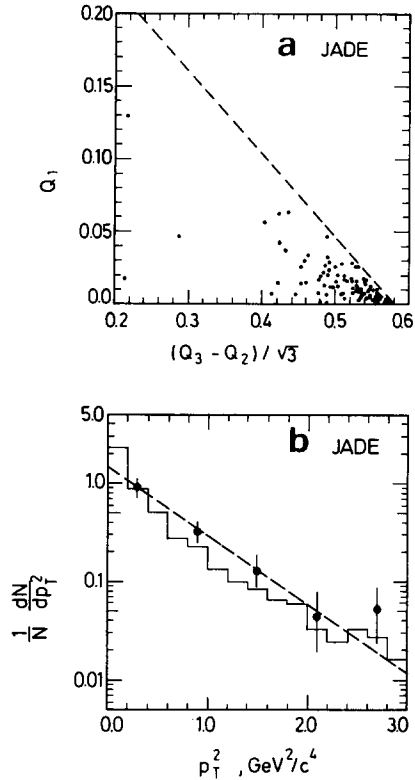 0.20
a JADE
0.15
Q₁
0.10
0.05
0.0
0.2 0.3 0.4 0.5 0.6
(Q₃ - Q₂) / √3
5.0
b JADE
1.0
1/N dN/dp_T²
0.1
0.01
0.0 1.0 2.0 3.0
p_T² , GeV²/c⁴